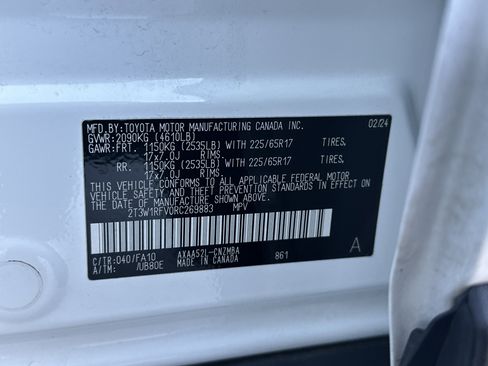 MFD.BY:TOYOTA MOTOR MANUFACTURING CANADA INC. 02/24
GVWR:2090KG (4610LB)
GAWR:FRT. 1150KG (2535LB) WITH 225/65R17 TIRES.
17x7.0J RIMS.
RR. 1150KG (2535LB) WITH 225/65R17 TIRES.
17x7.0J RIMS.
THIS VEHICLE CONFORMS TO ALL APPLICABLE FEDERAL MOTOR
VEHICLE SAFETY AND THEFT PREVENTION STANDARDS IN EFFECT
ON THE DATE OF MANUFACTURE SHOWN ABOVE.
2T3W1RFV0RC269883 MPV
C/TR:040/FA10 AXAA52L-CNZMBA 861 A
A/TM: /UB80E MADE IN CANADA